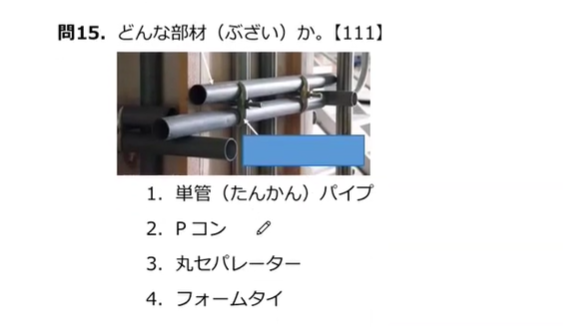 問15. どんな部材（ぶざい）か。【111】
1. 単管（たんかん）パイプ
2. Pコン
3. 丸セパレーター
4. フォームタイ